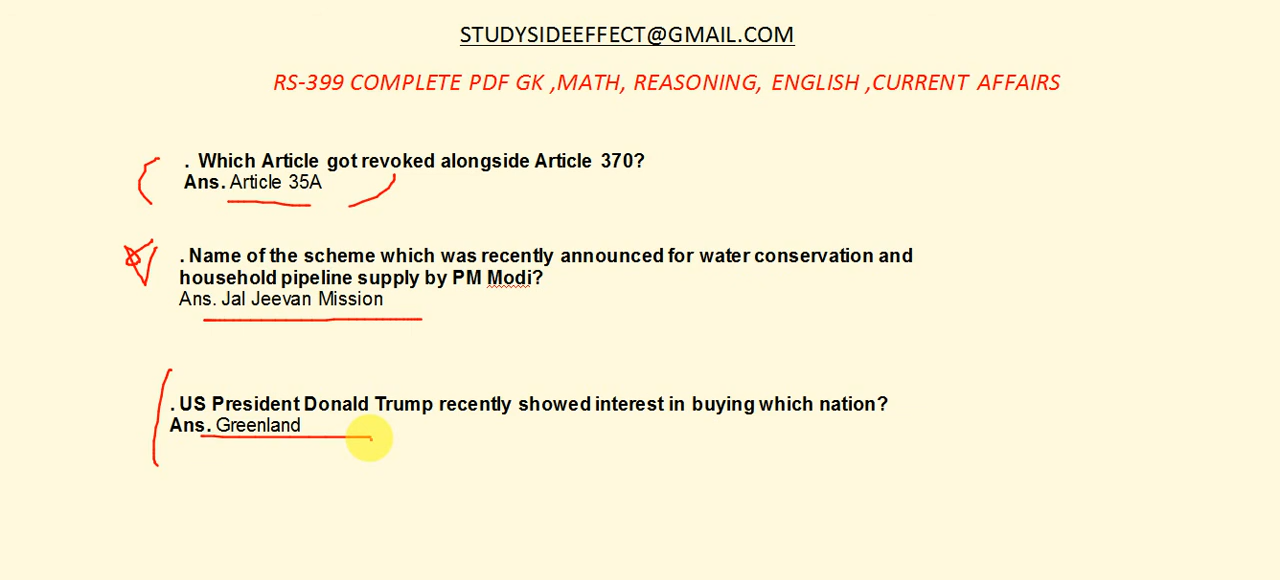 STUDYSIDEEFFECT@GMAIL.COM
RS-399 COMPLETE PDF GK ,MATH, REASONING, ENGLISH ,CURRENT AFFAIRS
. Which Article got revoked alongside Article 370?
Ans. Article 35A
. Name of the scheme which was recently announced for water conservation and
household pipeline supply by PM Modi?
Ans. Jal Jeevan Mission
. US President Donald Trump recently showed interest in buying which nation?
Ans. Greenland